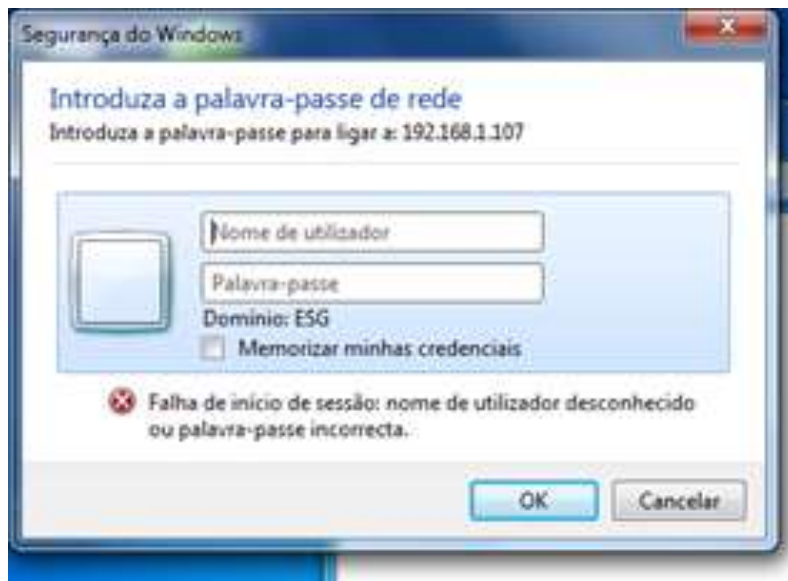 Segurança do Windows
Introduza a palavra-passe de rede
Introduza a palavra-passe para ligar a: 192.168.1.107
Nome de utilizador
Palavra-passe
Domínio: ESG
Memorizar minhas credenciais
Falha de início de sessão: nome de utilizador desconhecido
ou palavra-passe incorrecta.
OK
Cancelar